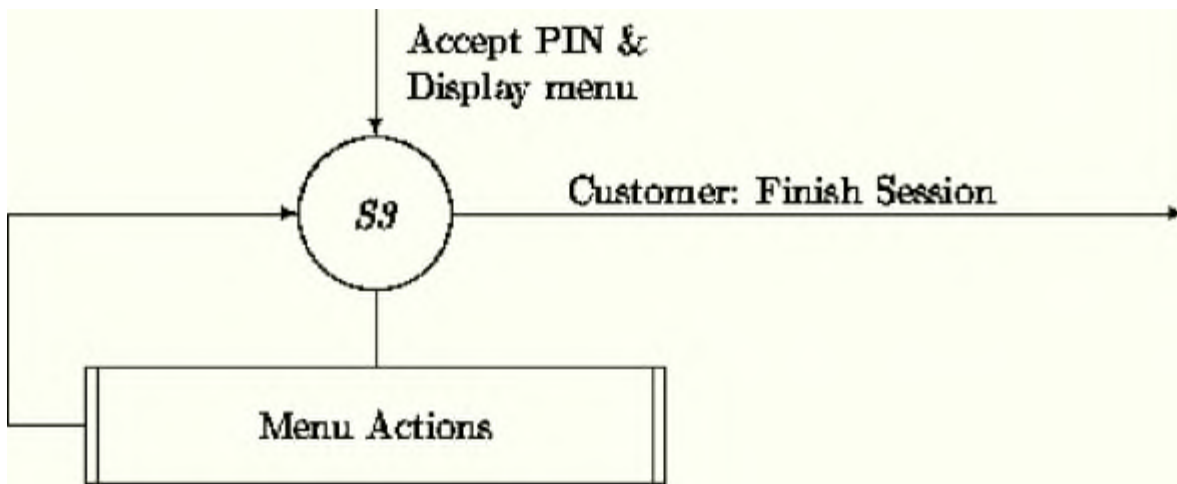 Accept PIN &
Display menu
Customer: Finish Session
S3
Menu Actions